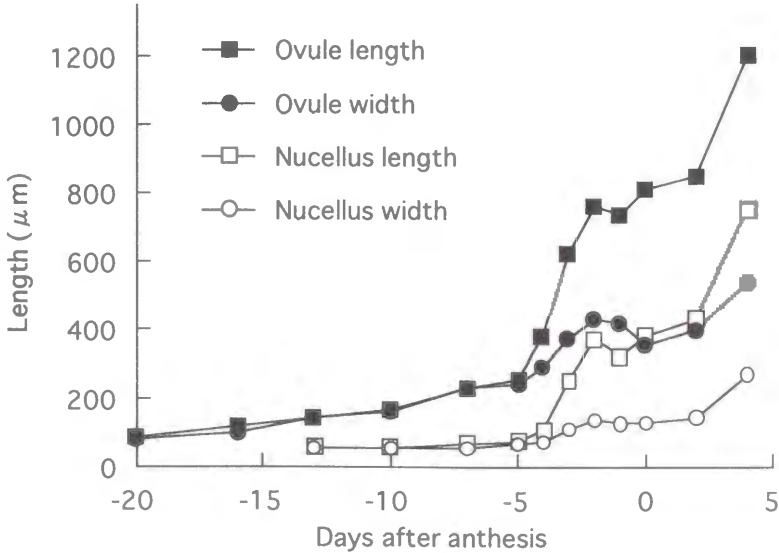 1200
1000
800
600
400
200
0
Length (μm)
Ovule length
Ovule width
Nucellus length
Nucellus width
-20 -15 -10 -5 0 5
Days after anthesis